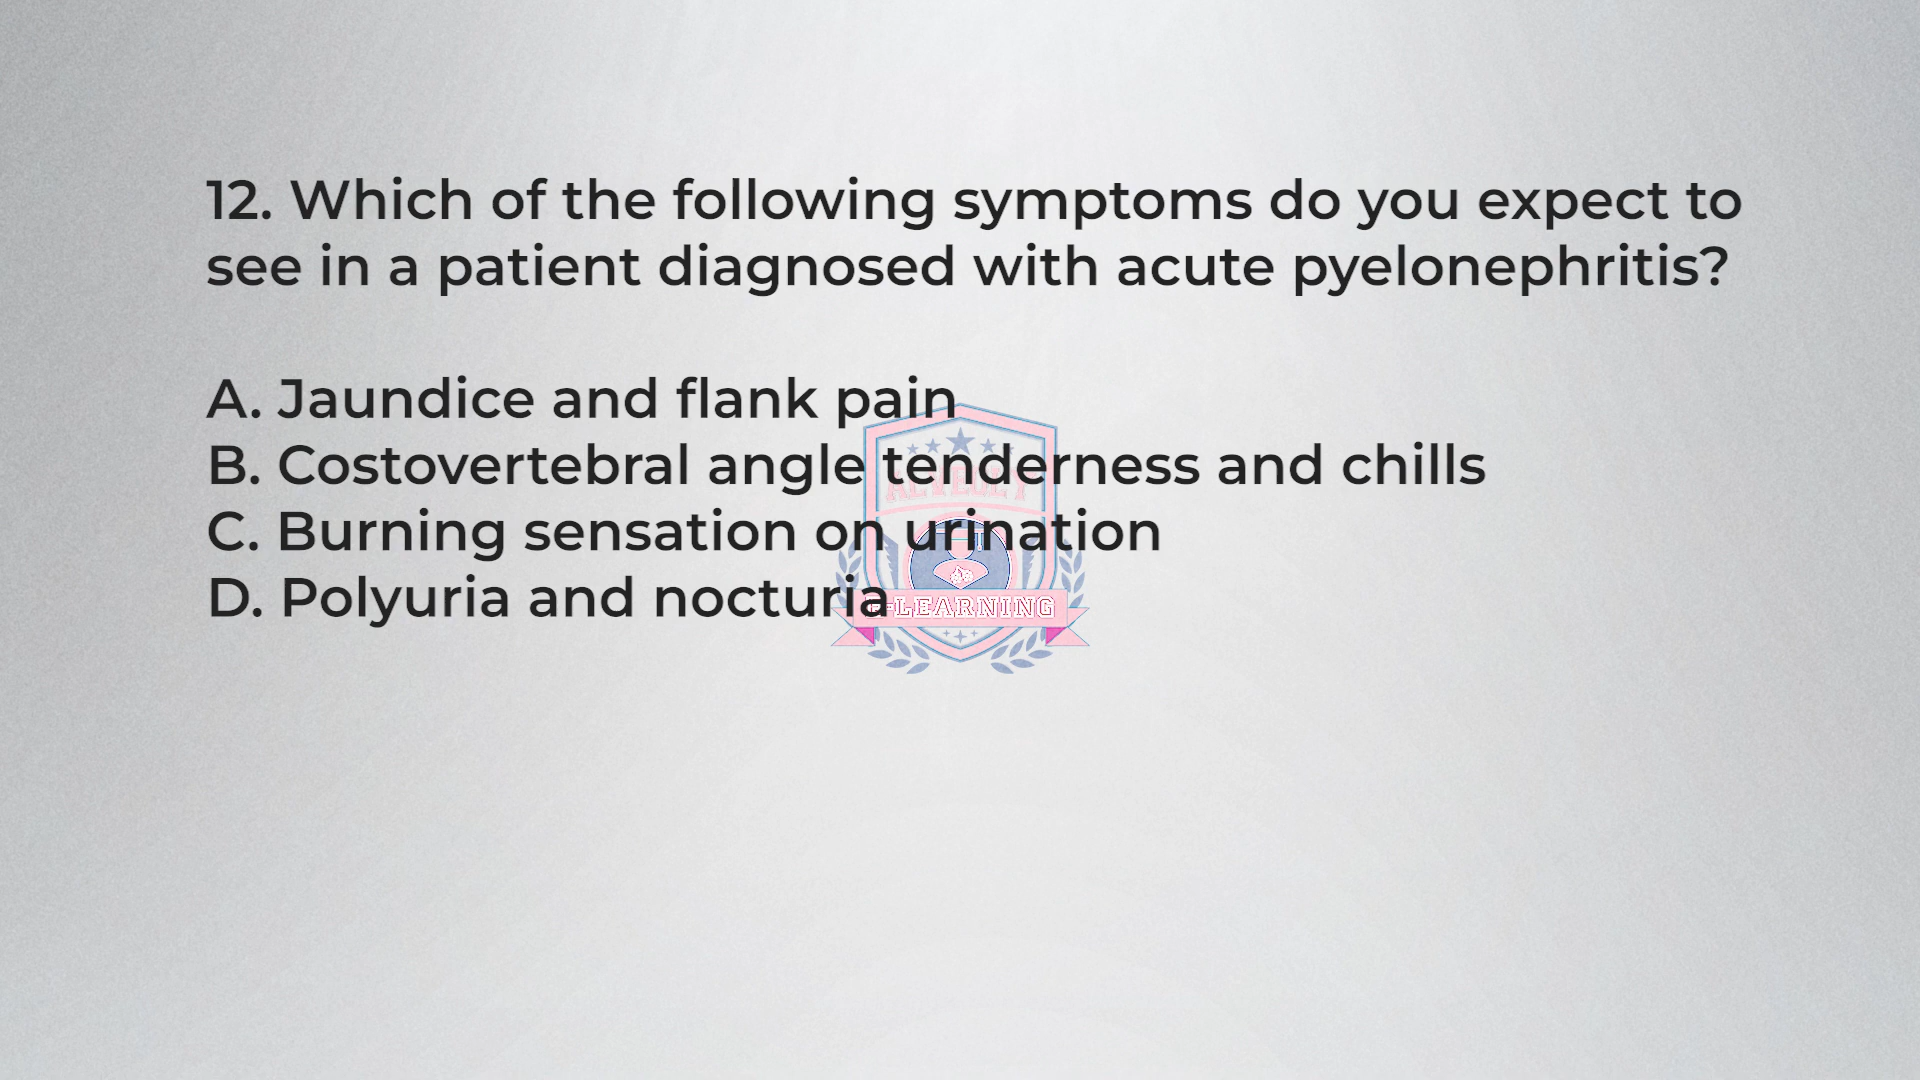 12. Which of the following symptoms do you expect to
see in a patient diagnosed with acute pyelonephritis?
A. Jaundice and flank pain
B. Costovertebral angle tenderness and chills
C. Burning sensation on urination
D. Polyuria and nocturia
E-LEARNING